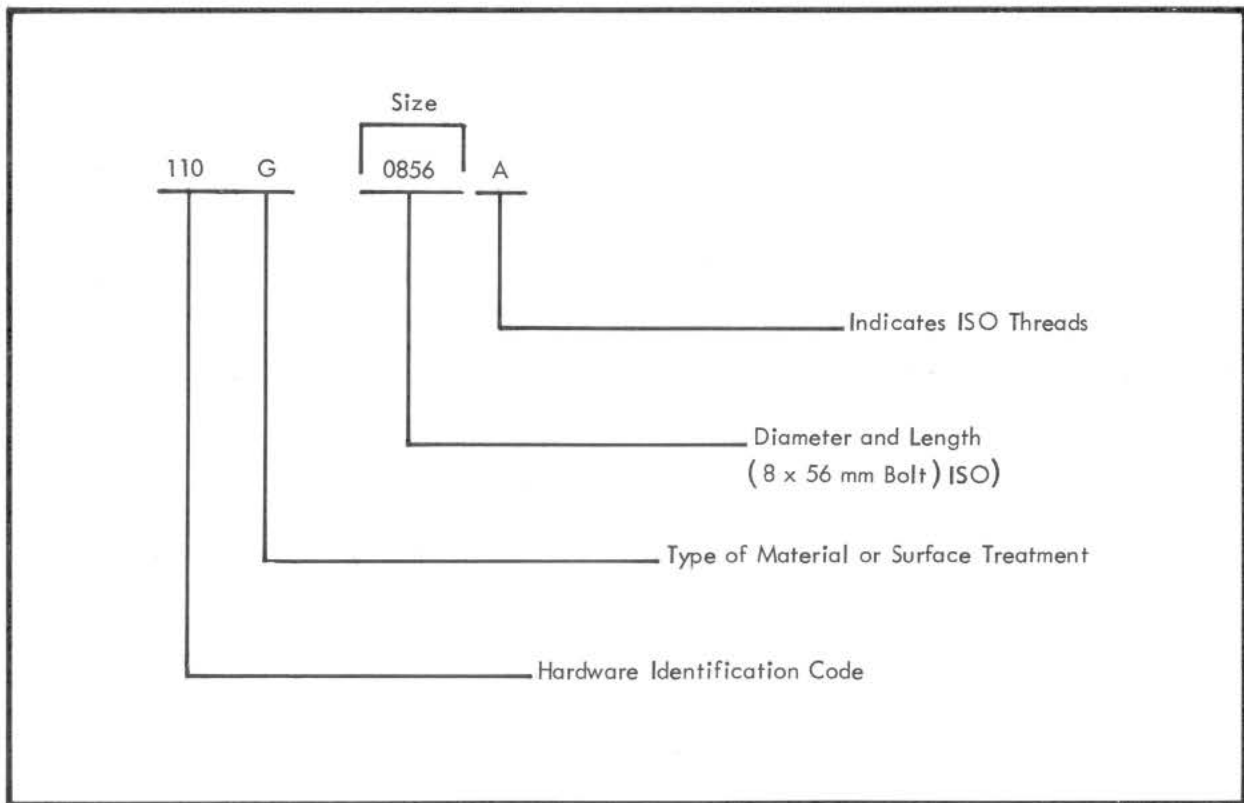 Size
110 G 0856 A
Indicates ISO Threads
Diameter and Length
(8 x 56 mm Bolt) ISO)
Type of Material or Surface Treatment
Hardware Identification Code